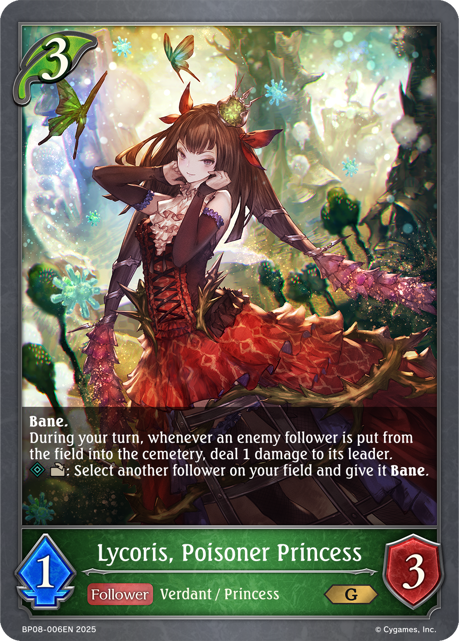 3
Bane.
During your turn, whenever an enemy follower is put from
the field into the cemetery, deal 1 damage to its leader.
: Select another follower on your field and give it Bane.
Lycoris, Poisoner Princess
1
Follower Verdant / Princess G
3
BP08-006EN 2025 © Cygames, Inc.